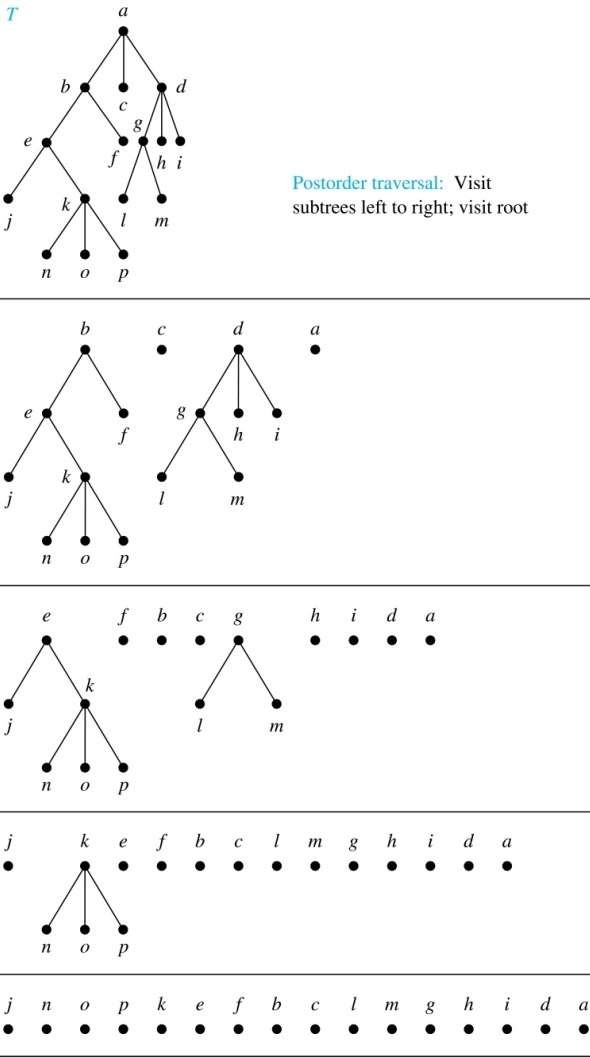 T
a
b d
c
g
e f h i
Postorder traversal: Visit
subtrees left to right; visit root
k
j l m
n o p
b c d a
e g
f h i
k
j l m
n o p
e f b c g h i d a
k
j l m
n o p
j k e f b c l m g h i d a
n o p
j n o p k e f b c l m g h i d a